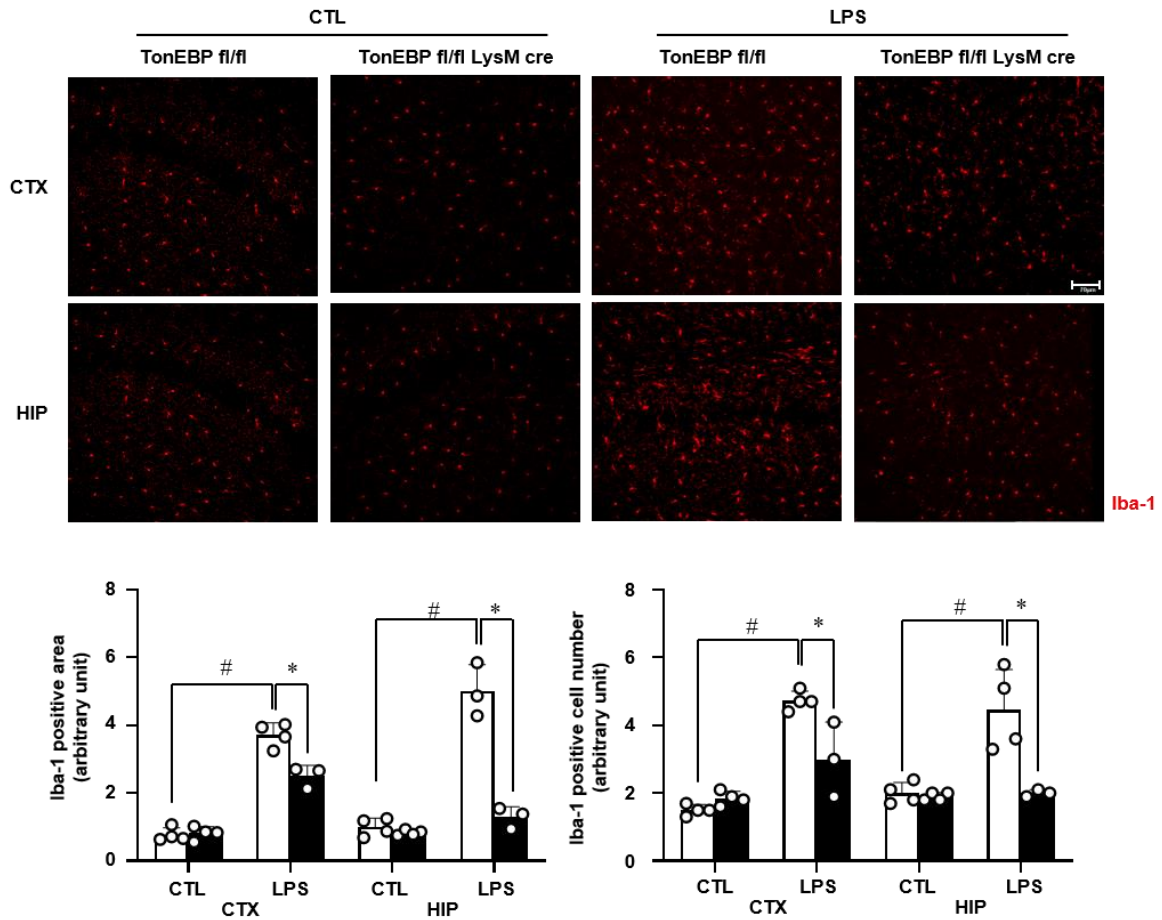 CTL
LPS
TonEBP fl/fl
TonEBP fl/fl LysM cre
TonEBP fl/fl
TonEBP fl/fl LysM cre
CTX
HIP
70µm
Iba-1
Iba-1 positive area
(arbitrary unit)
8
6
4
2
0
#
*
#
*
CTL
LPS
CTL
LPS
CTX
HIP
Iba-1 positive cell number
(arbitrary unit)
8
6
4
2
0
#
*
#
*
CTL
LPS
CTL
LPS
CTX
HIP